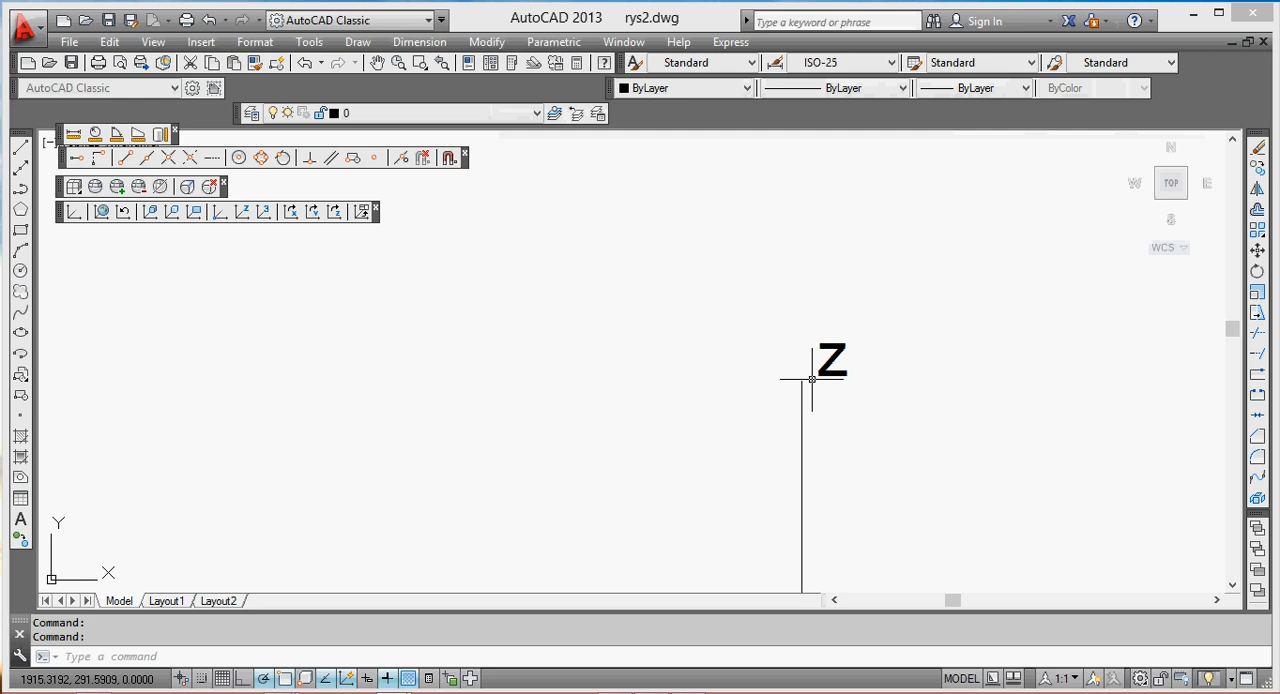 AutoCAD Classic
AutoCAD 2013 rys2.dwg
Type a keyword or phrase
Sign In
File Edit View Insert Format Tools Draw Dimension Modify Parametric Window Help Express
Standard ISO-25 Standard Standard
AutoCAD Classic
ByLayer ByLayer ByLayer ByColor
0
N
W TOP E
S
WCS
Z
Y
X
Model Layout1 Layout2
Command:
Command:
Type a command
1915.3192, 291.5909, 0.0000
MODEL
1:1